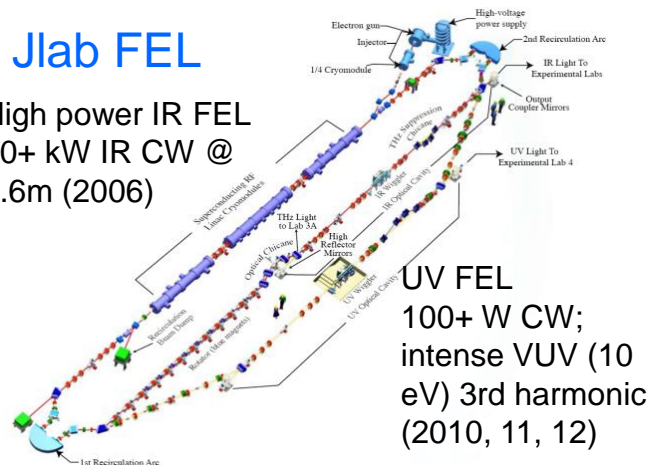 Jlab FEL
High power IR FEL
0+ kW IR CW @
.6m (2006)
Electron gun
Injector
1/4 Cryomodule
High-voltage
power supply
2nd Recirculation Arc
IR Light To
Experimental Labs
Output
Coupler Mirrors
UV Light To
Experimental Lab 4
THz Suppression
Chicane
IR Wiggler
IR Optical Cavity
Superconducting RF
Linac Cryomodules
THz Light
to Lab 3A
High
Reflector
Mirrors
Optical Chicane
UV Wiggler
UV Optical Cavity
Recirculation
Beam Dump
Rotator (blue magnets)
1st Recirculation Arc
UV FEL
100+ W CW;
intense VUV (10
eV) 3rd harmonic
(2010, 11, 12)